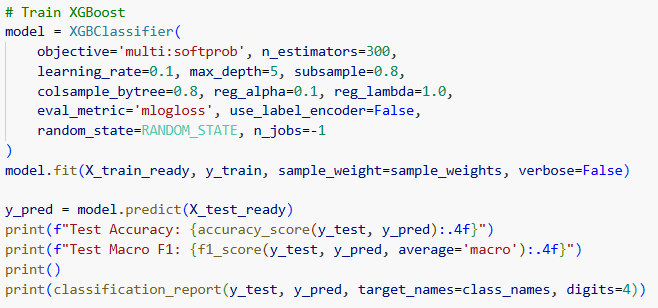 # Train XGBoost
model = XGBClassifier(
    objective='multi:softprob', n_estimators=300,
    learning_rate=0.1, max_depth=5, subsample=0.8,
    colsample_bytree=0.8, reg_alpha=0.1, reg_lambda=1.0,
    eval_metric='mlogloss', use_label_encoder=False,
    random_state=RANDOM_STATE, n_jobs=-1
)
model.fit(X_train_ready, y_train, sample_weight=sample_weights, verbose=False)

y_pred = model.predict(X_test_ready)
print(f"Test Accuracy: {accuracy_score(y_test, y_pred):.4f}")
print(f"Test Macro F1: {f1_score(y_test, y_pred, average='macro'):.4f}")
print()
print(classification_report(y_test, y_pred, target_names=class_names, digits=4))